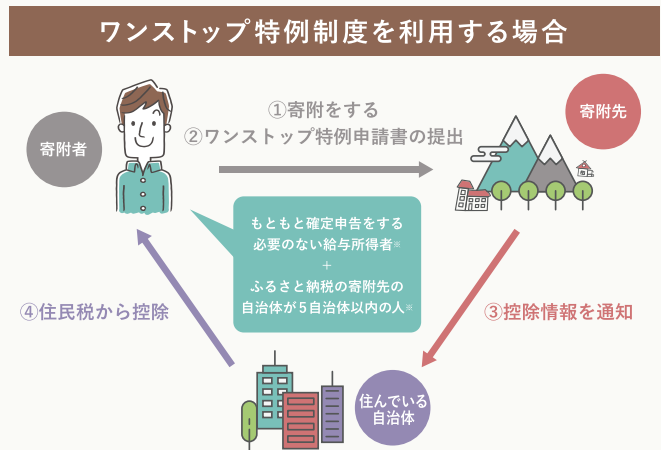 ワンストップ特例制度を利用する場合
寄附者
①寄附をする
②ワンストップ特例申請書の提出
寄附先
もともと確定申告をする
必要のない給与所得者※
+
ふるさと納税の寄附先の
自治体が5自治体以内の人※
④住民税から控除
③控除情報を通知
住んでいる
自治体